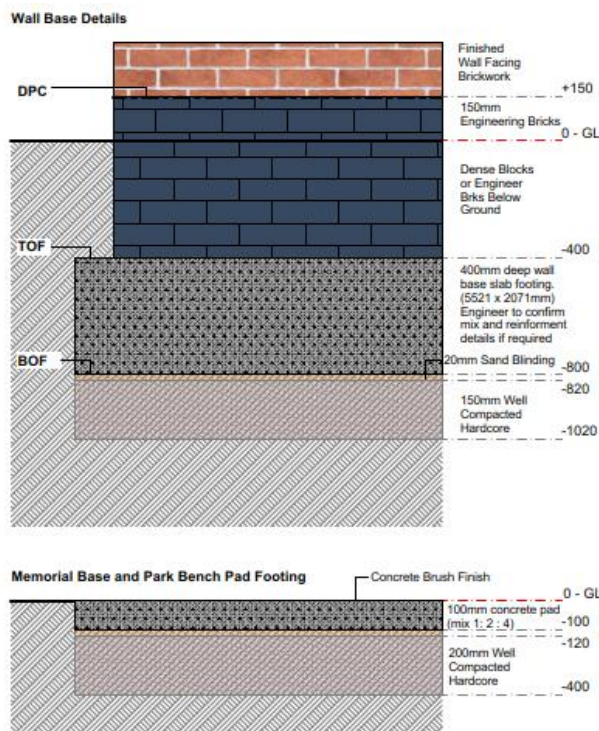 Wall Base Details
Finished
Wall Facing
Brickwork
DPC
+150
150mm
Engineering Bricks
0 - GL
Dense Blocks
or Engineer
Brks Below
Ground
TOF
-400
400mm deep wall
base slab footing.
(5521 x 2071mm)
Engineer to confirm
mix and reinforment
details if required
BOF
20mm Sand Blinding
-800
-820
150mm Well
Compacted
Hardcore
-1020
Memorial Base and Park Bench Pad Footing
Concrete Brush Finish
0 - GL
100mm concrete pad
(mix 1: 2 : 4)
-100
-120
200mm Well
Compacted
Hardcore
-400